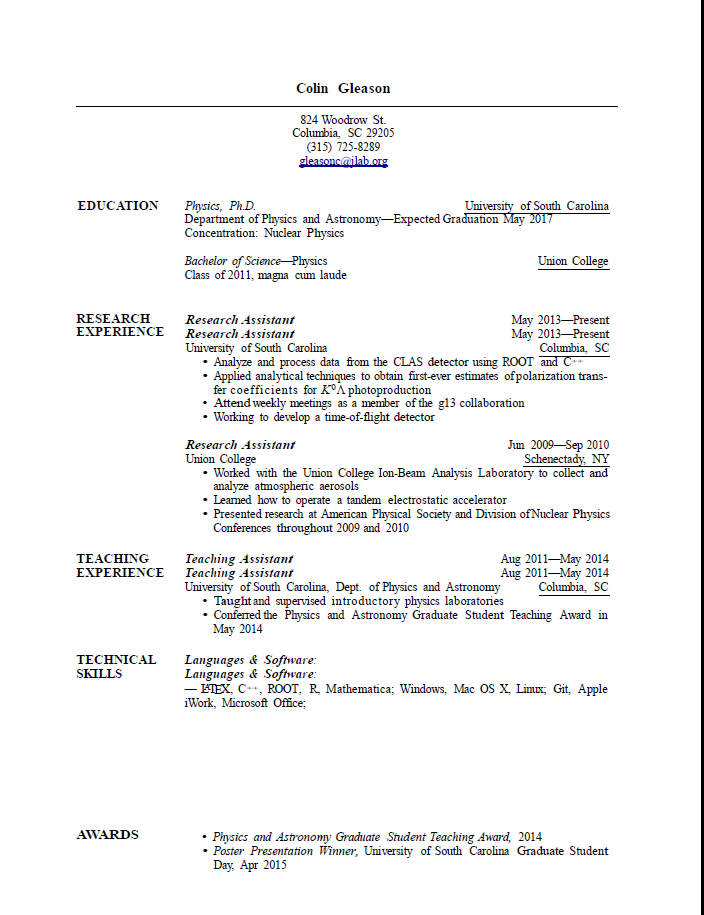 Colin Gleason
824 Woodrow St.
Columbia, SC 29205
(315) 725-8289
gleasonc@jlab.org
EDUCATION Physics, Ph.D. University of South Carolina
Department of Physics and Astronomy—Expected Graduation May 2017
Concentration: Nuclear Physics
Bachelor of Science—Physics Union College
Class of 2011, magna cum laude
RESEARCH Research Assistant May 2013—Present
EXPERIENCE Research Assistant May 2013—Present
University of South Carolina Columbia, SC
• Analyze and process data from the CLAS detector using ROOT and C++
• Applied analytical techniques to obtain first-ever estimates of polarization trans-
fer coefficients for K⁰Λ photoproduction
• Attend weekly meetings as a member of the g13 collaboration
• Working to develop a time-of-flight detector
Research Assistant Jun 2009—Sep 2010
Union College Schenectady, NY
• Worked with the Union College Ion-Beam Analysis Laboratory to collect and
analyze atmospheric aerosols
• Learned how to operate a tandem electrostatic accelerator
• Presented research at American Physical Society and Division of Nuclear Physics
Conferences throughout 2009 and 2010
TEACHING Teaching Assistant Aug 2011—May 2014
EXPERIENCE Teaching Assistant Aug 2011—May 2014
University of South Carolina, Dept. of Physics and Astronomy Columbia, SC
• Taught and supervised introductory physics laboratories
• Conferred the Physics and Astronomy Graduate Student Teaching Award in
May 2014
TECHNICAL Languages & Software:
SKILLS Languages & Software:
— LATEX, C++, ROOT, R, Mathematica; Windows, Mac OS X, Linux; Git, Apple
iWork, Microsoft Office;
AWARDS • Physics and Astronomy Graduate Student Teaching Award, 2014
• Poster Presentation Winner, University of South Carolina Graduate Student
Day, Apr 2015